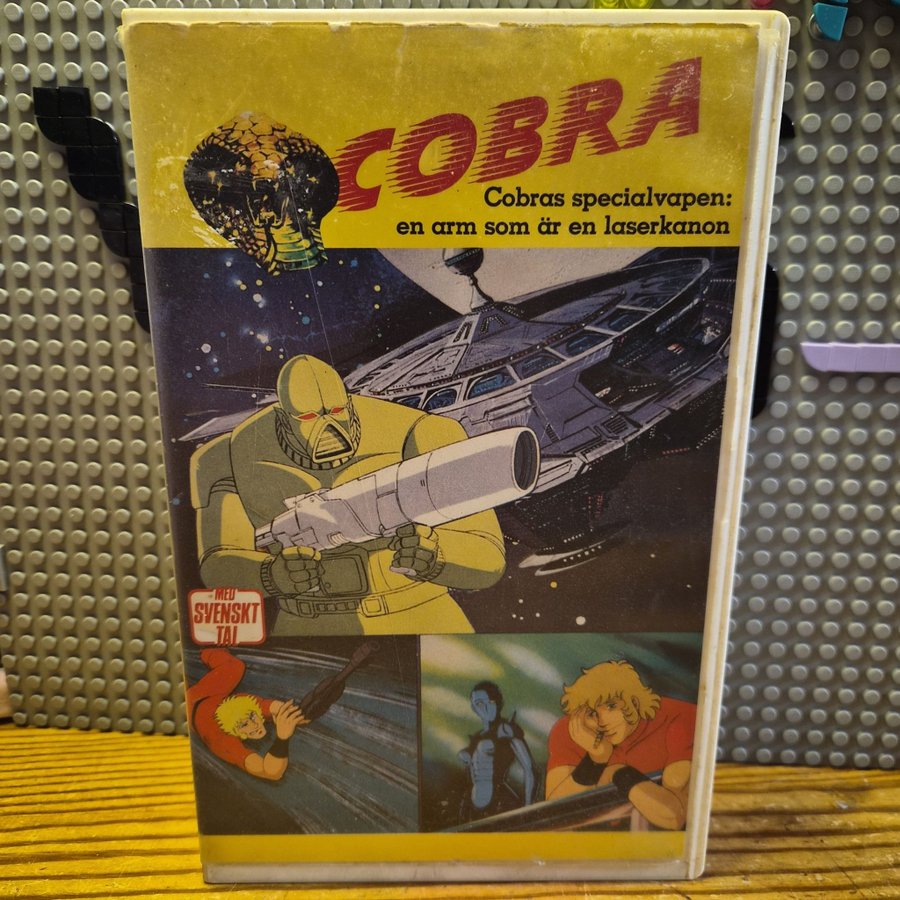 COBRA
Cobras specialvapen:
en arm som är en laserkanon
MED
SVENSKT
TAL